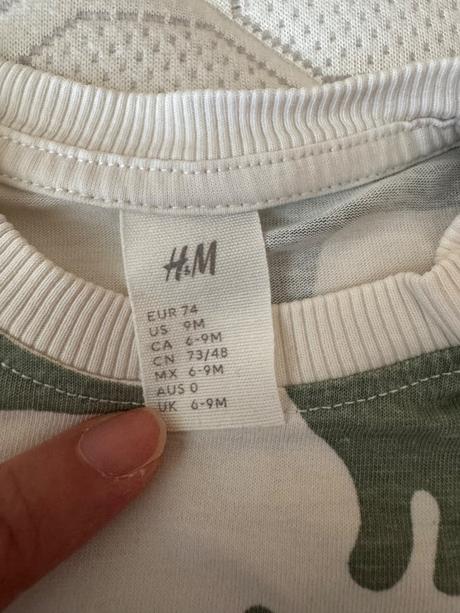 H&M
EUR 74
US 9M
CA 6-9M
CN 73/48
MX 6-9M
AUS 0
UK 6-9M